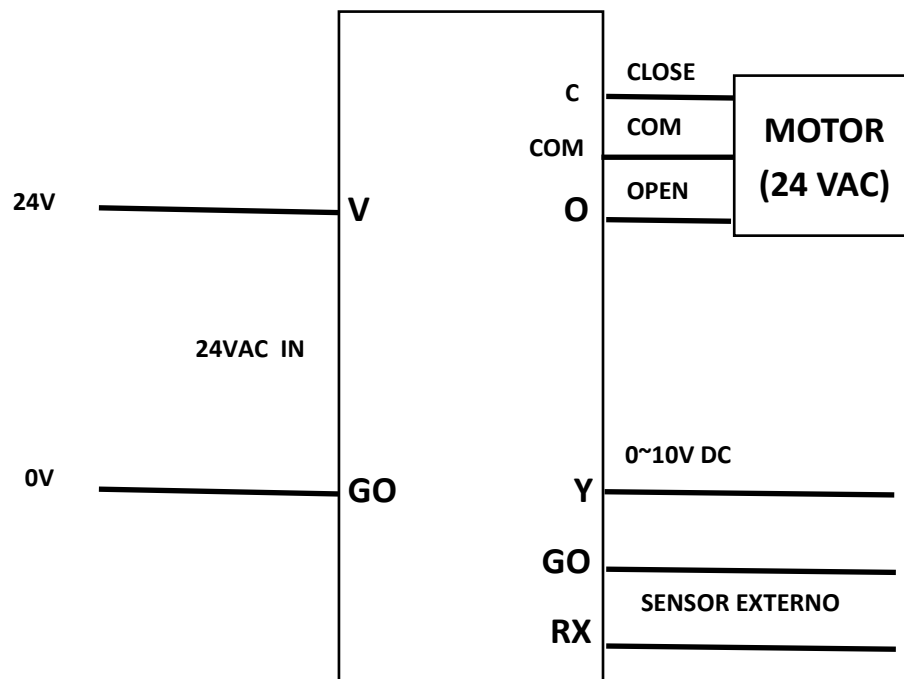 CLOSE
C
COM
COM
MOTOR
(24 VAC)
OPEN
O
24V
V
24VAC IN
0V
GO
0~10V DC
Y
GO
SENSOR EXTERNO
RX